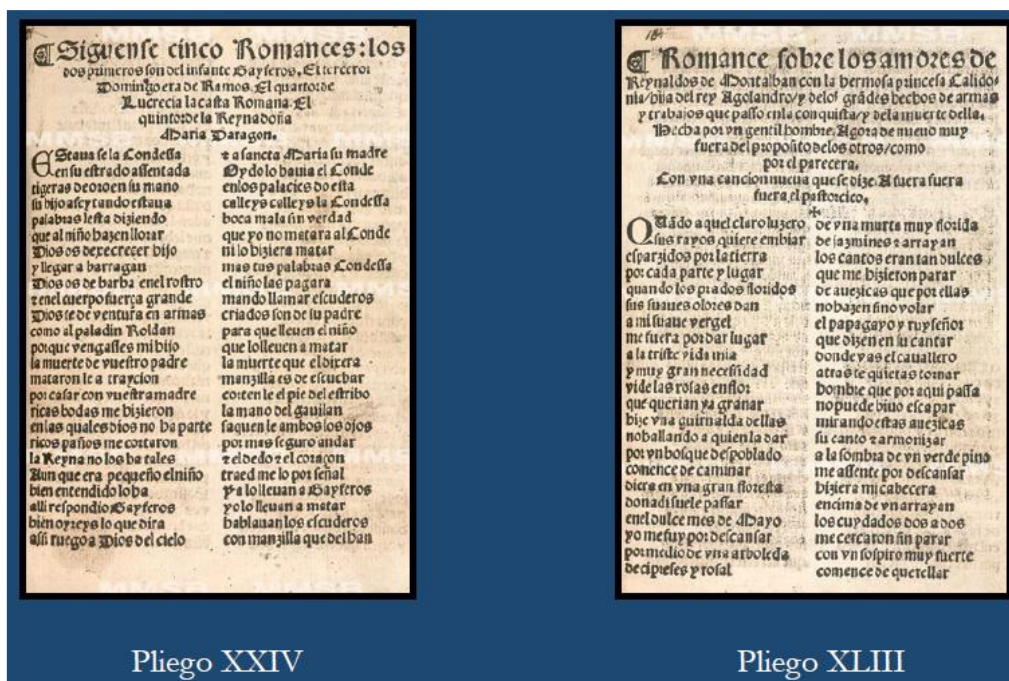 ¶ Siguense cinco Romances: los
dos primeros son del infante Gayferos. El tercero:
Domingo era de Ramos. El quarto: de
Lucrecia la casta Romana. El
quinto: de la Reyna doña
Maria Daragon.
EStaua se la Condessa
en su estrado assentada
tigeras de oro en su mano
su hijo afeytando estaua
palabras le sta diziendo
que al niño hazen llorar
Dios os dexe crecer hijo
y llegar a barragan
Dios os de barba enel rostro
z enel cuerpo fuerça grande
Dios te de ventura en armas
como al paladin Roldan
porque vengasses mi hijo
la muerte de vuestro padre
mataron le a traycion
por casar con vuestra madre
ricas bodas me hizieron
en las quales dios no ha parte
ricos paños me cortaron
la Reyna no los ha tales
Aun que era pequeño el niño
bien entendido lo ha
alli respondio Gayferos
bien oyreys lo que dira
assi ruego a Dios del cielo
z a sancta Maria su madre
Oydo lo hauia el Conde
enlos palacios do esta
calleys calleys la Condessa
boca mala sin verdad
que yo no matara al Conde
ni lo hiziera matar
mas tus palabras Condessa
el niño las pagara
mando llamar escuderos
criados son de su padre
para que lleuen el niño
que lo lleuen a matar
la muerte que el dixera
manzilla es de escuchar
corten le el pie del estribo
la mano del gauilan
saquen le ambos los ojos
por mas seguro andar
z el dedo z el coraçon
traed me lo por señal
ya lo lleuan a Gayferos
ya lo lleuan a matar
hablauan los escuderos
con manzilla que del han
Pliego XXIV
184
¶ Romance sobre los amores de
Reynaldos de Montalban con la hermosa princesa Calido-
nia/hija del rey Agolandro/y delos grãdes hechos de armas
y trabajos que passo enla conquista/y dela muerte della.
Hecha por vn gentil hombre. Agora de nueuo muy
fuera del proposito delos otros/como
por el parecera.
Con vna cancion nueua que se dize. A fuera fuera
fuera, el pastorcico.
QUãdo aquel claro luzero
sus rayos quiere embiar
esparzidos por la tierra
por cada parte y lugar
quando los prados floridos
sus suaues olores dan
a mi suaue vergel
me fuera por dar lugar
a la triste vida mia
y muy gran necessidad
vide las rosas en flor
que querian ya granar
hize vna guirnalda dellas
no hallando a quien la dar
por vn bosque despoblado
comence de caminar
diera en vna gran floresta
do nadi suele passar
enel dulce mes de Mayo
yo me fuy por descansar
por medio de vna arboleda
de cipreses y rosal
de vna murta muy florida
de jazmines z arrayan
los cantos eran tan dulces
que me hizieron parar
de auezicas que por ellas
no hazen sino volar
el papagayo y ruyseñor
que dizen en su cantar
donde vas el cauallero
atras te quieras tornar
hombre que por aqui passa
no puede biuo escapar
mirando estas auezicas
su canto z armonizar
a la sombra de vn verde pino
me assente por descansar
hiziera mi cabecera
encima de vn arrayan
los cuydados dos a dos
me cercaron sin parar
con vn sospiro muy fuerte
comence de querellar
Pliego XLIII